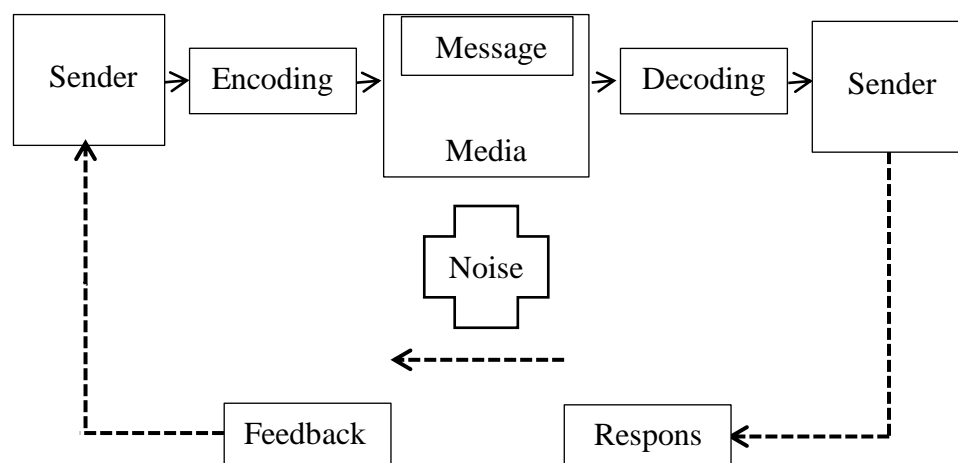 Sender
Encoding
Message
Media
Decoding
Sender
Noise
Feedback
Respons